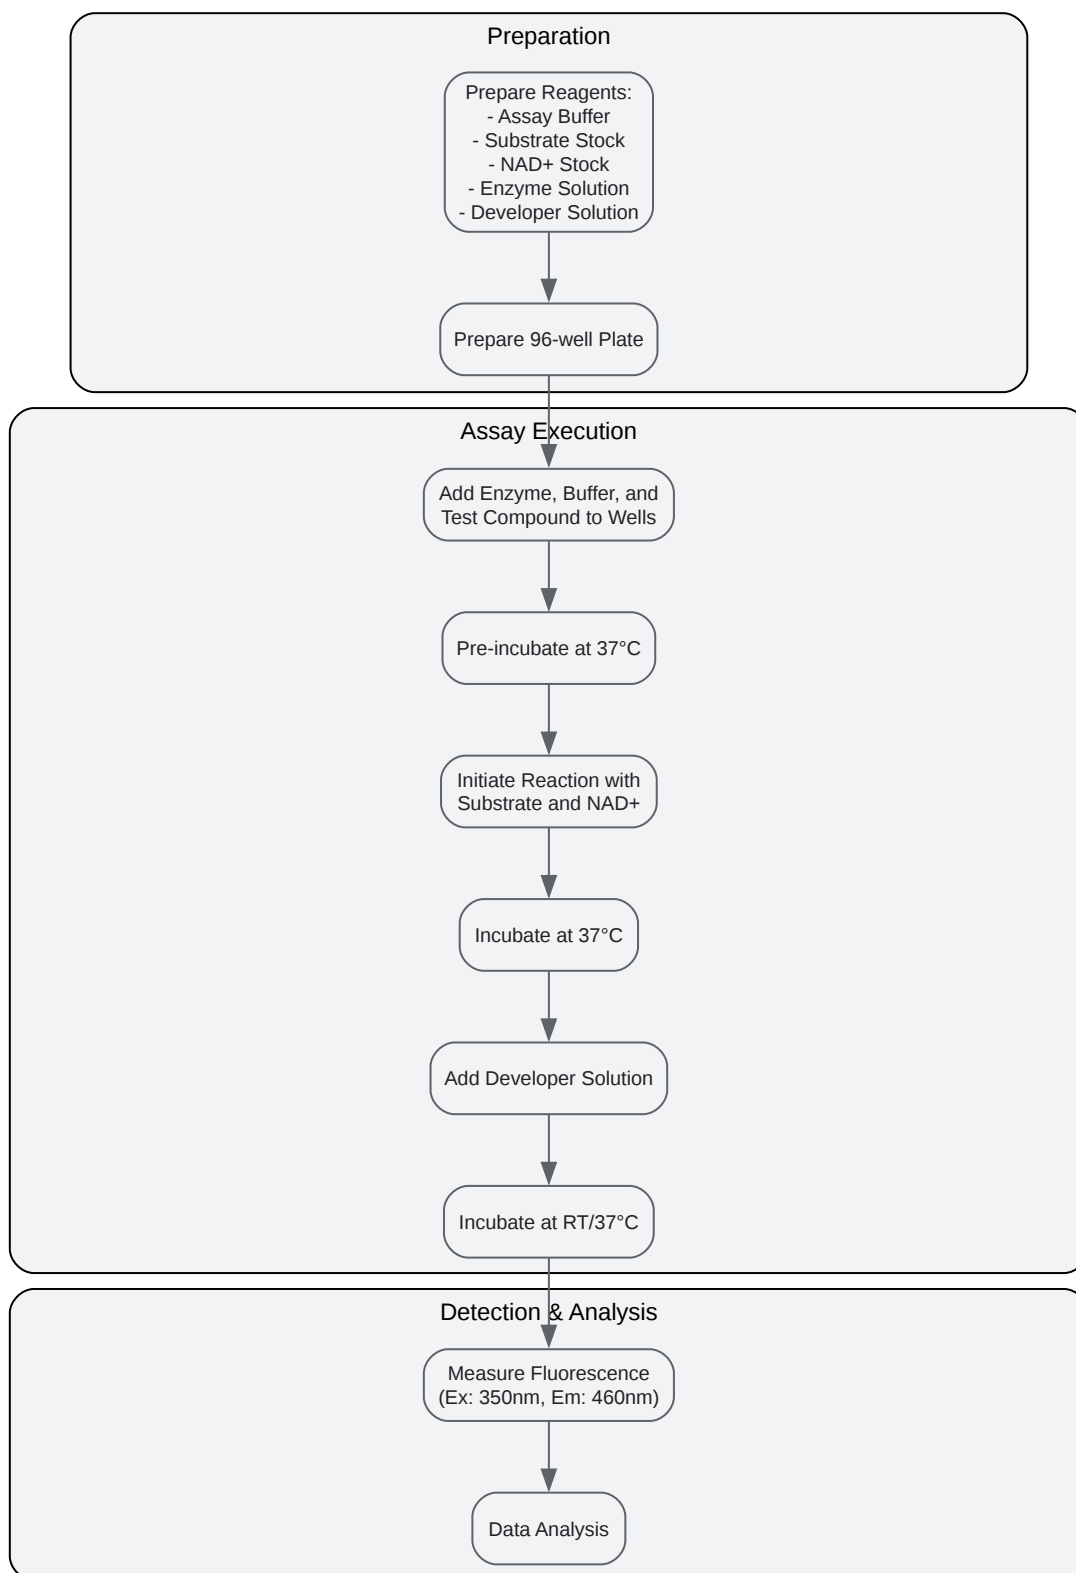 Preparation
Prepare Reagents:
- Assay Buffer
- Substrate Stock
- NAD+ Stock
- Enzyme Solution
- Developer Solution
Prepare 96-well Plate
Assay Execution
Add Enzyme, Buffer, and
Test Compound to Wells
Pre-incubate at 37°C
Initiate Reaction with
Substrate and NAD+
Incubate at 37°C
Add Developer Solution
Incubate at RT/37°C
Detection & Analysis
Measure Fluorescence
(Ex: 350nm, Em: 460nm)
Data Analysis